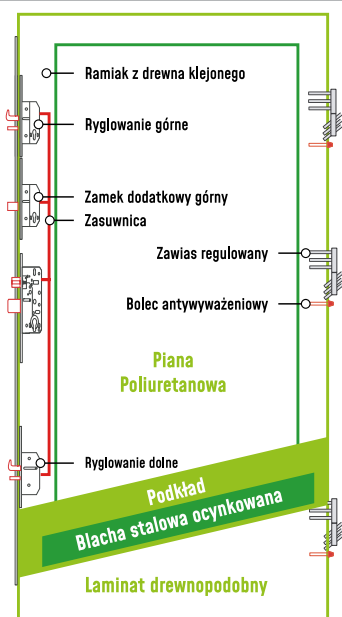 Ramiak z drewna klejonego
Ryglowanie górne
Zamek dodatkowy górny
Zasuwnica
Zawias regulowany
Bolec antywyważeniowy
Piana
Poliuretanowa
Ryglowanie dolne
Podkład
Blacha stalowa ocynkowana
Laminat drewnopodobny